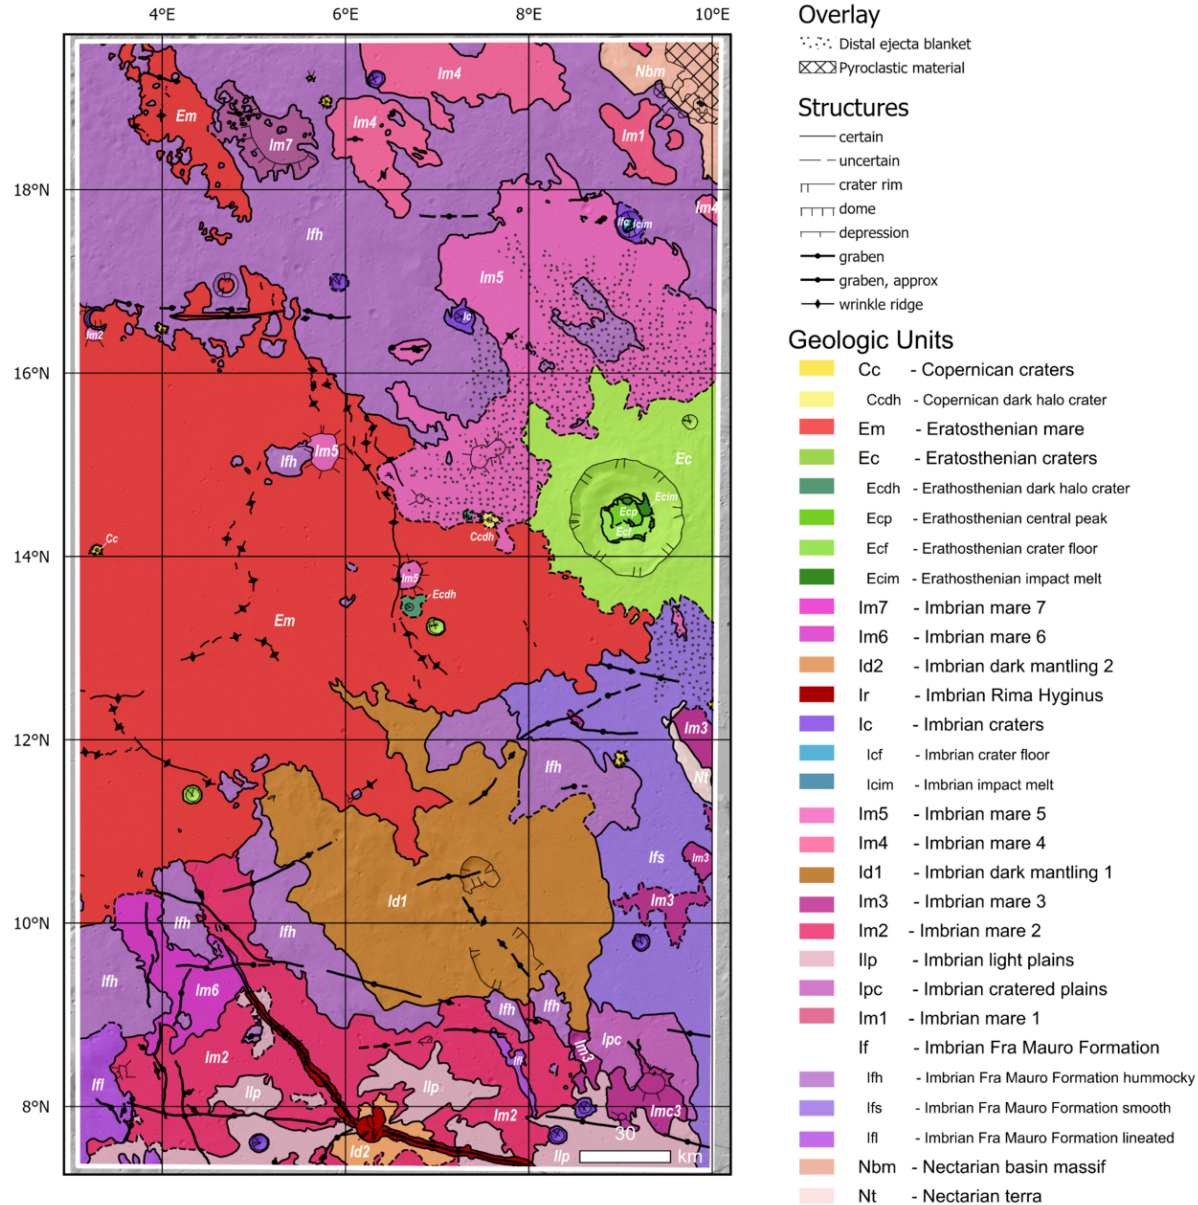 4°E 6°E 8°E 10°E
18°N
16°N
14°N
12°N
10°N
8°N
Em
Im7
Im4
Im4
Nbm
Im1
Im4
Ifh
Im5
Ifc
Icim
Ic
Im2
Ifh
Im5
Ec
Ecim
Ecp
Ecf
Ccdh
Cc
Im5
Ecdh
Em
Im3
Nt
Ifh
Ifs
Im3
Im3
Id1
Ifh
Ifh
Ifh
Im6
Ifh
Ifh
Im2
Ifl
Im3
Ipc
Ifl
Ilp
Ilp
Im2
Imc3
Id2
Ilp
30
km
Overlay
Distal ejecta blanket
Pyroclastic material
Structures
certain
uncertain
crater rim
dome
depression
graben
graben, approx
wrinkle ridge
Geologic Units
Cc - Copernican craters
Ccdh - Copernican dark halo crater
Em - Eratosthenian mare
Ec - Eratosthenian craters
Ecdh - Erathosthenian dark halo crater
Ecp - Erathosthenian central peak
Ecf - Erathosthenian crater floor
Ecim - Erathosthenian impact melt
Im7 - Imbrian mare 7
Im6 - Imbrian mare 6
Id2 - Imbrian dark mantling 2
Ir - Imbrian Rima Hyginus
Ic - Imbrian craters
Icf - Imbrian crater floor
Icim - Imbrian impact melt
Im5 - Imbrian mare 5
Im4 - Imbrian mare 4
Id1 - Imbrian dark mantling 1
Im3 - Imbrian mare 3
Im2 - Imbrian mare 2
Ilp - Imbrian light plains
Ipc - Imbrian cratered plains
Im1 - Imbrian mare 1
If - Imbrian Fra Mauro Formation
Ifh - Imbrian Fra Mauro Formation hummocky
Ifs - Imbrian Fra Mauro Formation smooth
Ifl - Imbrian Fra Mauro Formation lineated
Nbm - Nectarian basin massif
Nt - Nectarian terra